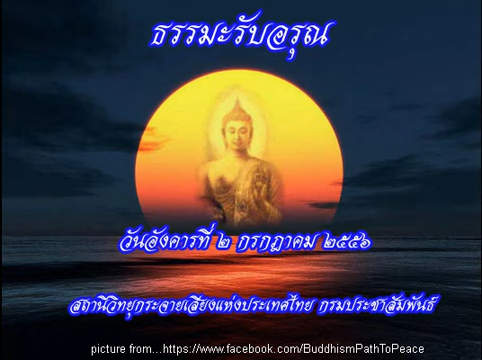 ธรรมะรับอรุณ
วันอังคารที่ ๒ กรกฎาคม ๒๕๕๖
สถานีวิทยุกระจายเสียงแห่งประเทศไทย กรมประชาสัมพันธ์
picture from...https://www.facebook.com/BuddhismPathToPeace